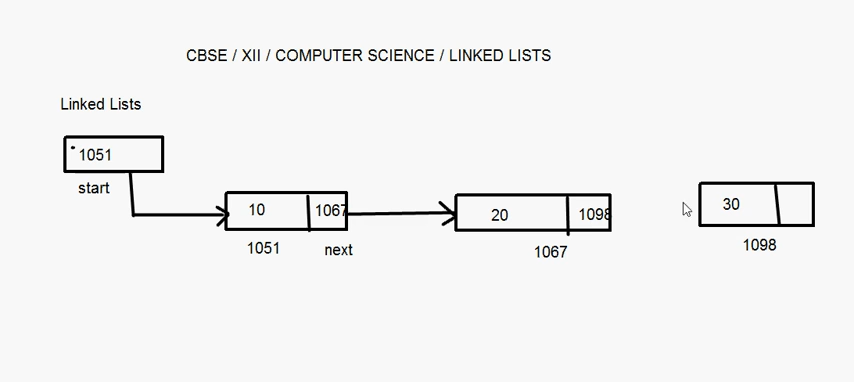 CBSE / XII / COMPUTER SCIENCE / LINKED LISTS
Linked Lists
1051
start
10 1067
20 1098
30
1051 next
1067
1098